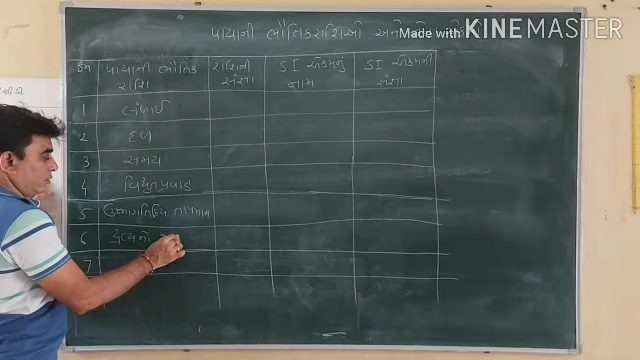 પાયાની ભૌતિક રાશિઓ અને
Made with KINEMASTER
ક્રમ પાયાની ભૌતિક રાશિ રાશિની સંજ્ઞા SI એકમનું નામ SI એકમની સંજ્ઞા
1 લંબાઈ
2 દળ
3 સમય
4 વિદ્યુતપ્રવાહ
5 ઉષ્માગતિકિય તાપમાન
6 દ્રવ્યનો
7